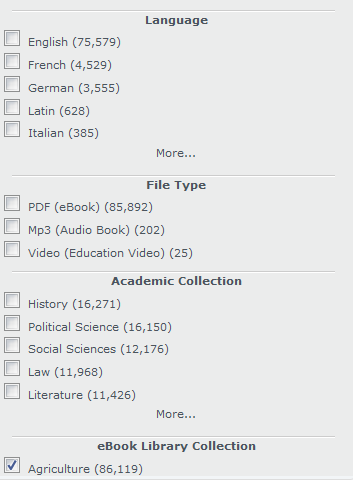 Language
English (75,579)
French (4,529)
German (3,555)
Latin (628)
Italian (385)
More...
File Type
PDF (eBook) (85,892)
Mp3 (Audio Book) (202)
Video (Education Video) (25)
Academic Collection
History (16,271)
Political Science (16,150)
Social Sciences (12,176)
Law (11,968)
Literature (11,426)
More...
eBook Library Collection
Agriculture (86,119)